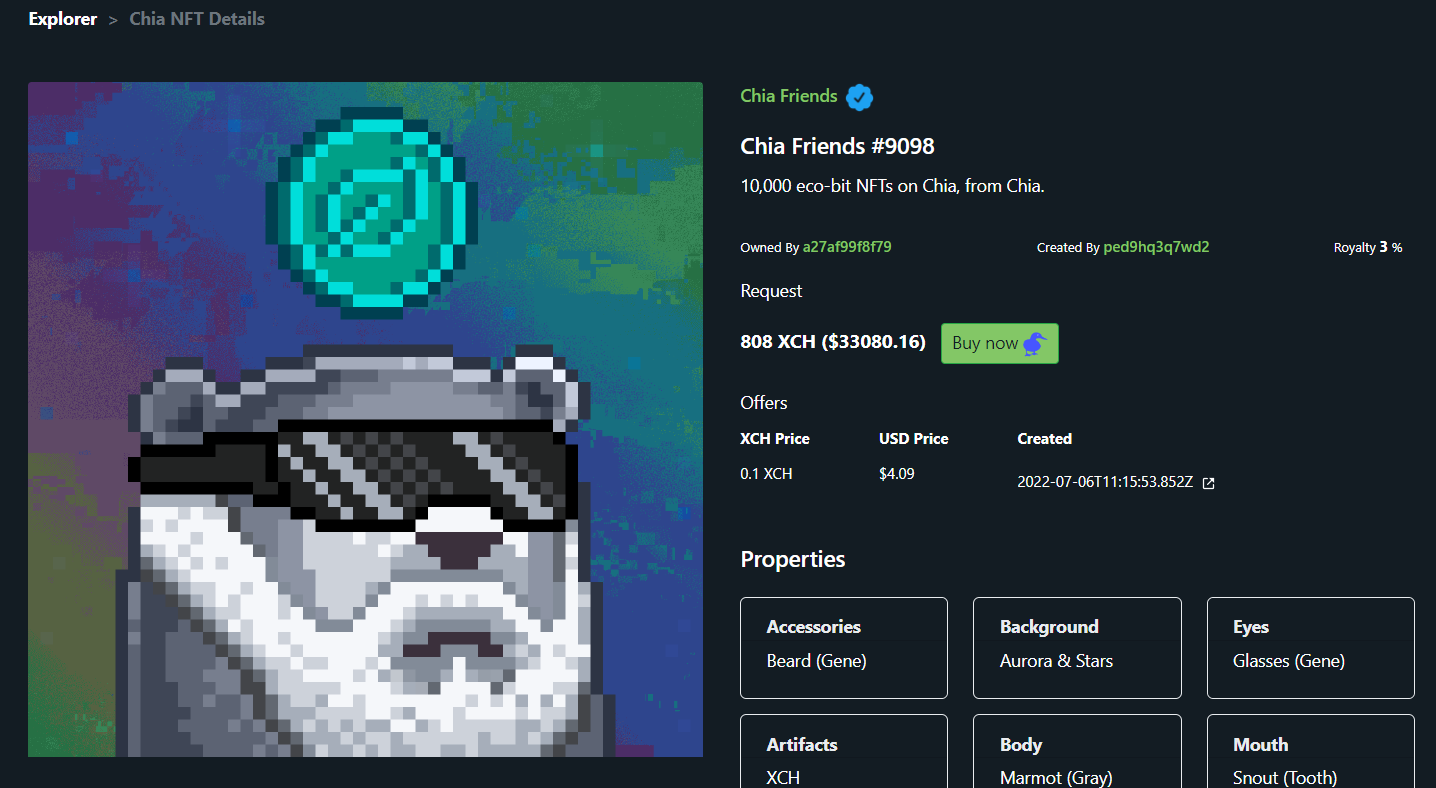 Explorer > Chia NFT Details
Chia Friends
Chia Friends #9098
10,000 eco-bit NFTs on Chia, from Chia.
Owned By a27af99f8f79 Created By ped9hq3q7wd2 Royalty 3 %
Request
808 XCH ($33080.16) Buy now
Offers
XCH Price USD Price Created
0.1 XCH $4.09 2022-07-06T11:15:53.852Z
Properties
Accessories Background Eyes
Beard (Gene) Aurora & Stars Glasses (Gene)
Artifacts Body Mouth
XCH Marmot (Gray) Snout (Tooth)